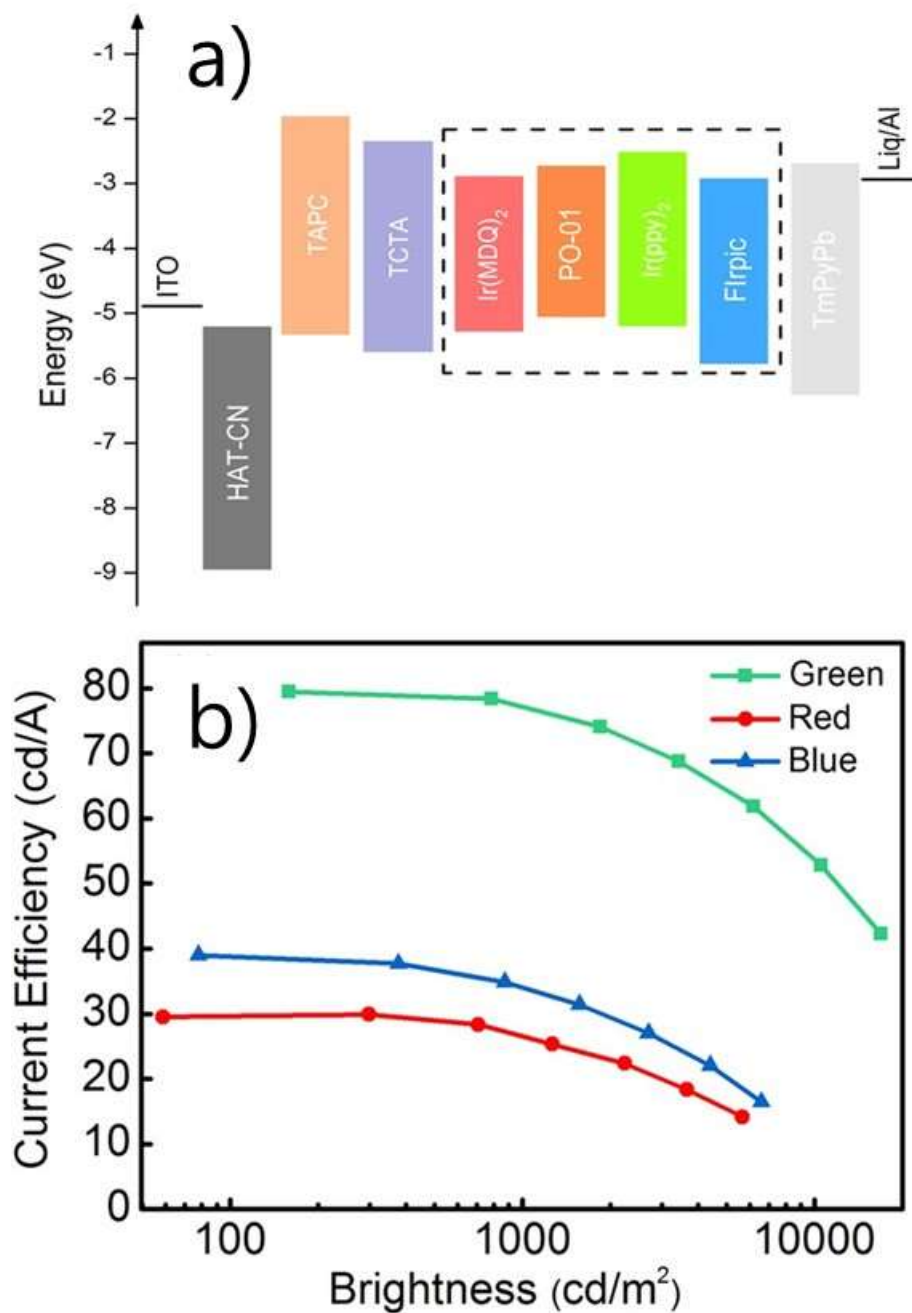 a)
Energy (eV)
-1
-2
-3
-4
-5
-6
-7
-8
-9
ITO
HAT-CN
TAPC
TCTA
Ir(MDQ)₂
PO-01
Ir(ppy)₂
FIrpic
TmPyPb
Liq/Al
b)
Current Efficiency (cd/A)
80
70
60
50
40
30
20
10
0
Green
Red
Blue
100 1000 10000
Brightness (cd/m²)